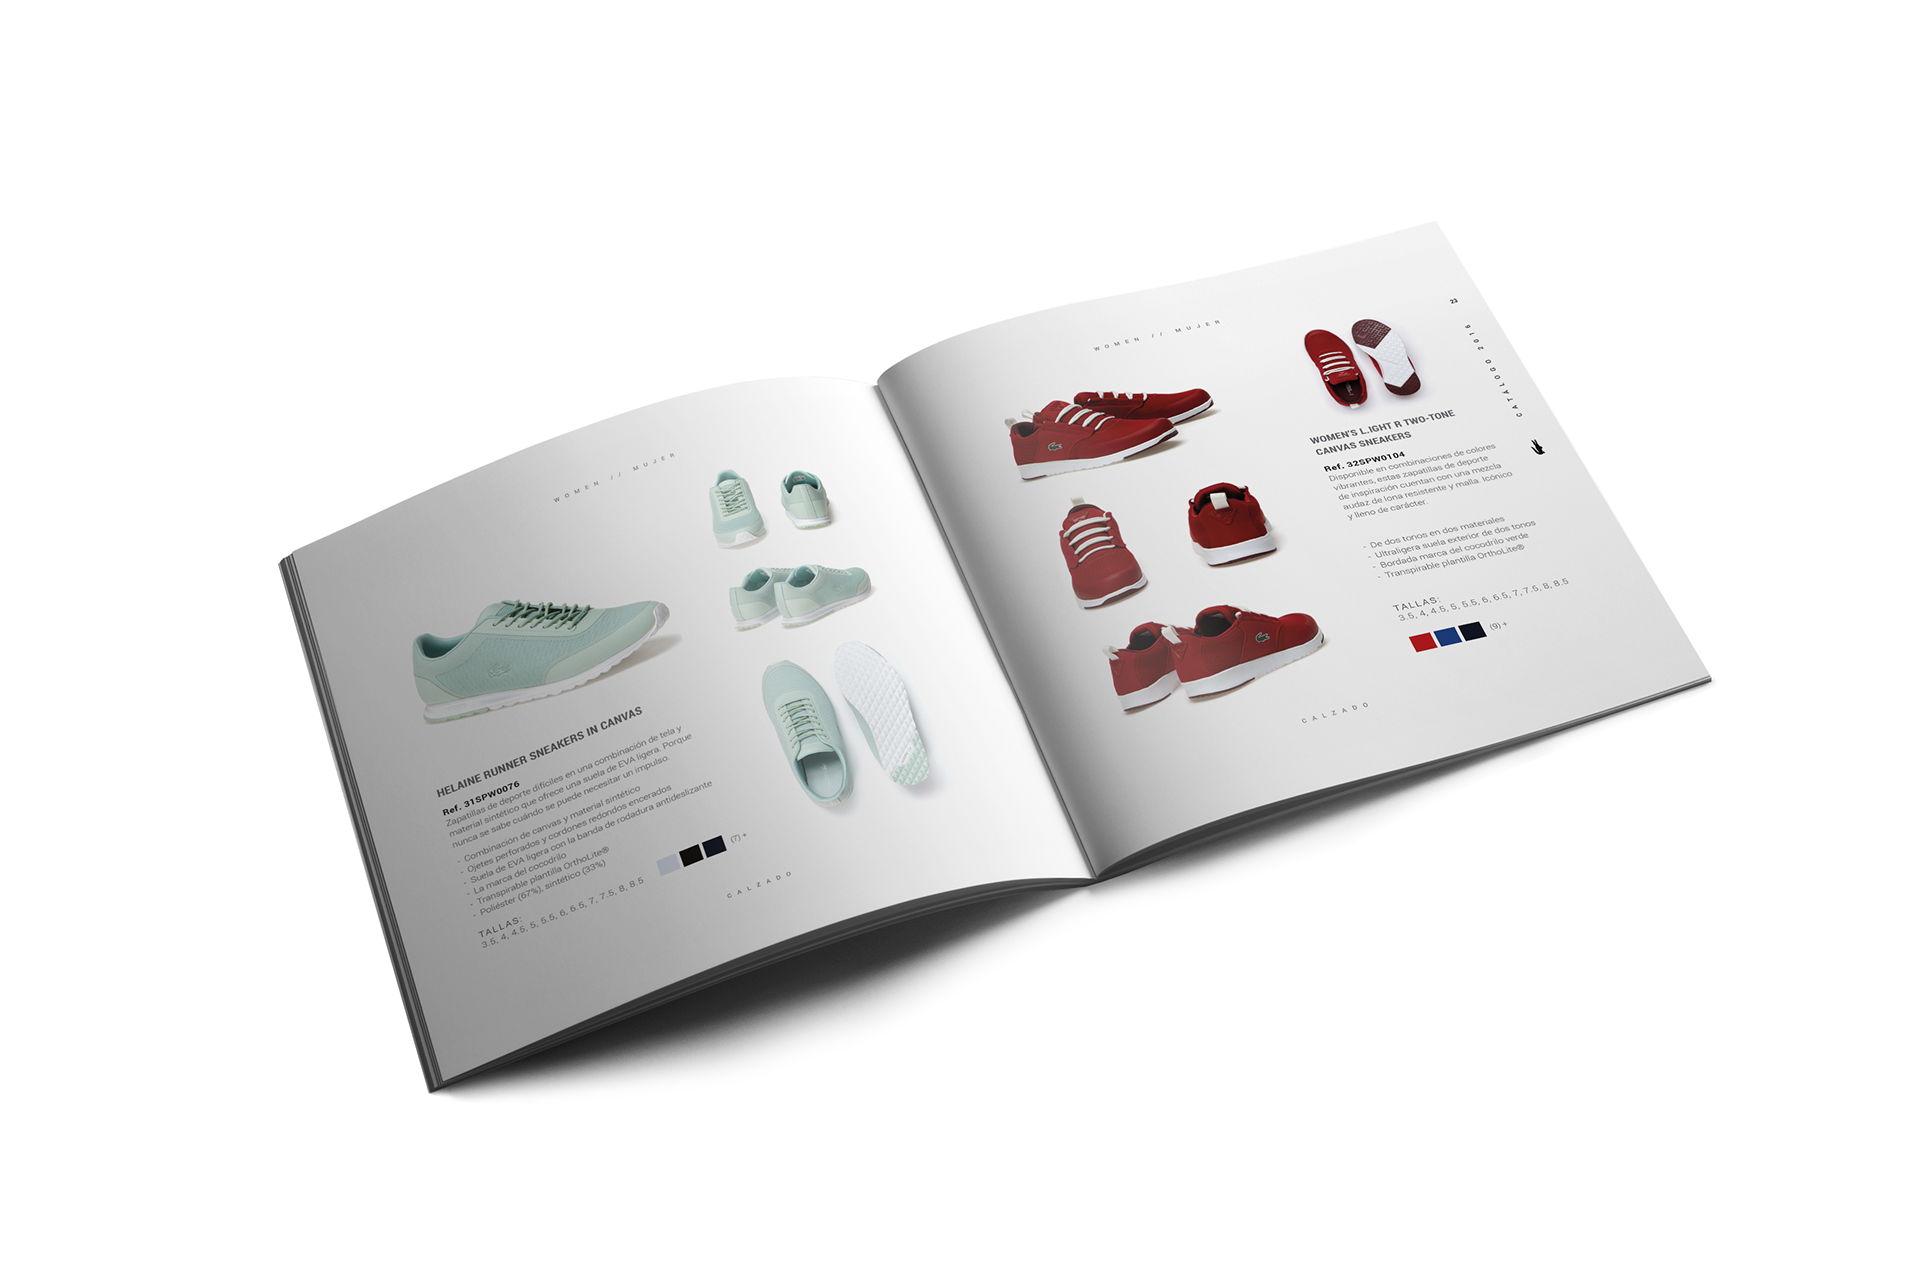 WOMEN // MUJER
HELAINE RUNNER SNEAKERS IN CANVAS
Ref. 31SPW0076
Zapatillas de deporte difíciles en una combinación de tela y
material sintético que ofrece una suela de EVA ligera. Porque
nunca se sabe cuándo se puede necesitar un impulso.
- Combinación de canvas y material sintético
- Ojetes perforados y cordones redondos encerados
- Suela de EVA ligera con la banda de rodadura antideslizante
- La marca del cocodrilo
- Transpirable plantilla OrthoLite®
- Poliéster (67%), sintético (33%)
TALLAS:
3.5, 4, 4.5, 5, 5.5, 6, 6.5, 7, 7.5, 8, 8.5
(7) +
CALZADO
WOMEN // MUJER
23
CATÁLOGO 2016
WOMEN'S L.IGHT R TWO-TONE
CANVAS SNEAKERS
Ref. 32SPW0104
Disponible en combinaciones de colores
vibrantes, estas zapatillas de deporte
de inspiración cuentan con una mezcla
audaz de lona resistente y malla. Icónico
y lleno de carácter.
- De dos tonos en dos materiales
- Ultraligera suela exterior de dos tonos
- Bordada marca del cocodrilo verde
- Transpirable plantilla OrthoLite®
TALLAS:
3.5, 4, 4.5, 5, 5.5, 6, 6.5, 7, 7.5, 8, 8.5
(9) +
CALZADO